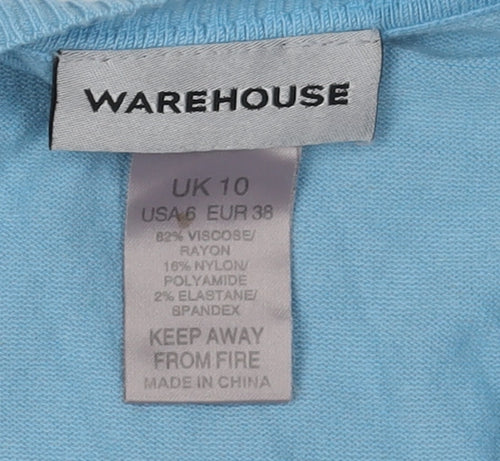 WAREHOUSE
UK 10
USA 6 EUR 38
82% VISCOSE/
RAYON
16% NYLON/
POLYAMIDE
2% ELASTANE/
SPANDEX
KEEP AWAY
FROM FIRE
MADE IN CHINA